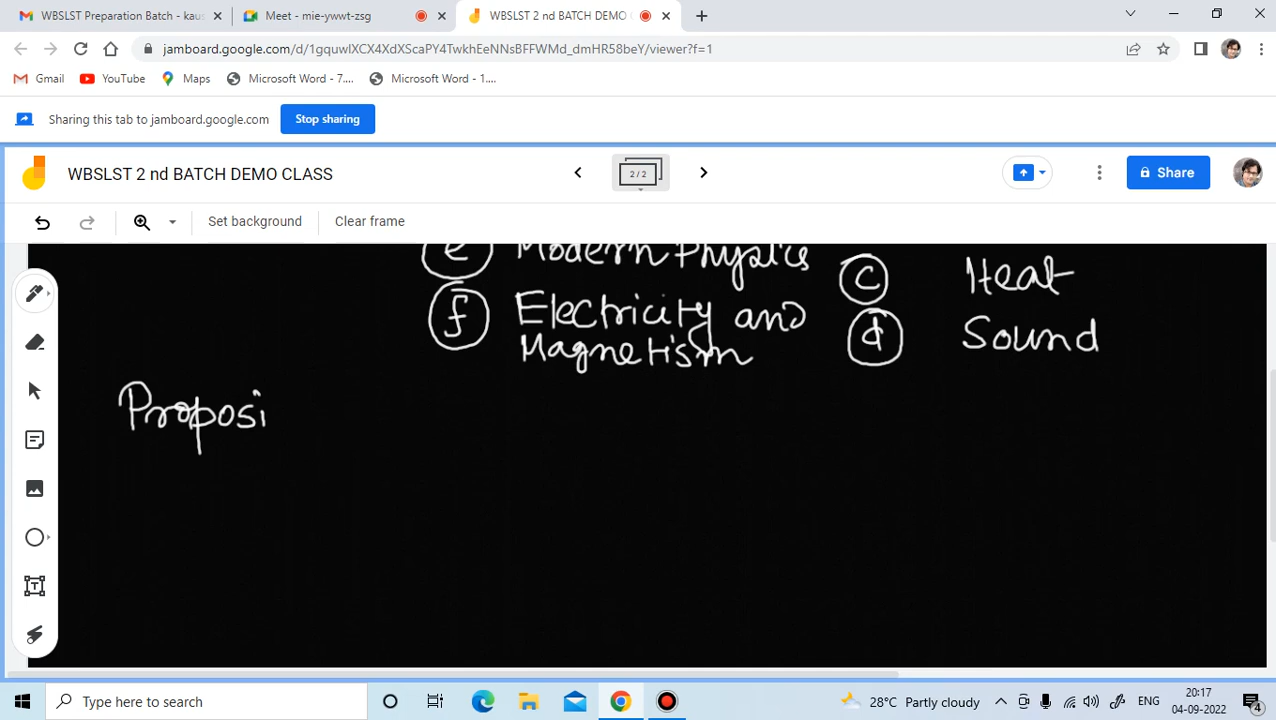 WBSLST Preparation Batch - kaus
Meet - mie-ywwt-zsg
WBSLST 2 nd BATCH DEMO C
jamboard.google.com/d/1gquwlXCX4XdXScaPY4TwkhEeNNsBFFWMd_dmHR58beY/viewer?f=1
Gmail YouTube Maps Microsoft Word - 7.... Microsoft Word - 1....
Sharing this tab to jamboard.google.com Stop sharing
WBSLST 2 nd BATCH DEMO CLASS
2 / 2
Share
Set background Clear frame
e Modern Physics
c Heat
f Electricity and
Magnetism
d Sound
Proposi
Type here to search
28°C Partly cloudy
ENG
20:17
04-09-2022
4